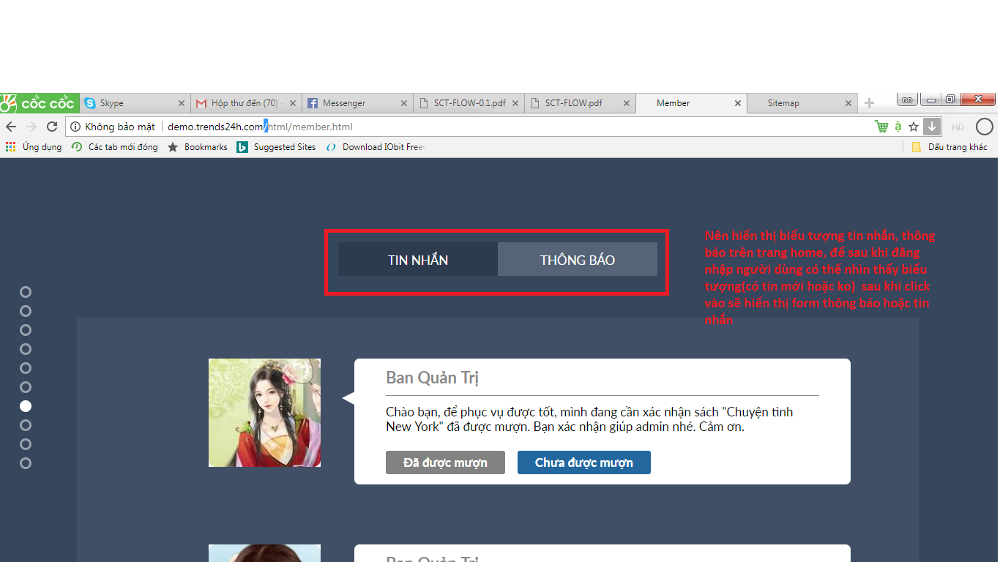 cốc cốc
Skype
Hộp thư đến (70)
Messenger
SCT-FLOW-0.1.pdf
SCT-FLOW.pdf
Member
Sitemap
no
Không bảo mật
demo.trends24h.com/html/member.html
ặ
HD
Ứng dụng
Các tab mới đóng
Bookmarks
Suggested Sites
Download IObit Free
Dấu trang khác
TIN NHẮN
THÔNG BÁO
Nên hiển thị biểu tượng tin nhắn, thông
báo trên trang home, để sau khi đăng
nhập người dùng có thể nhìn thấy biểu
tượng(có tin mới hoặc ko) sau khi click
vào sẽ hiển thị form thông báo hoặc tin
nhắn
Ban Quản Trị
Chào bạn, để phục vụ được tốt, mình đang cần xác nhận sách "Chuyện tình
New York" đã được mượn. Bạn xác nhận giúp admin nhé. Cảm ơn.
Đã được mượn
Chưa được mượn
Ban Quản Trị